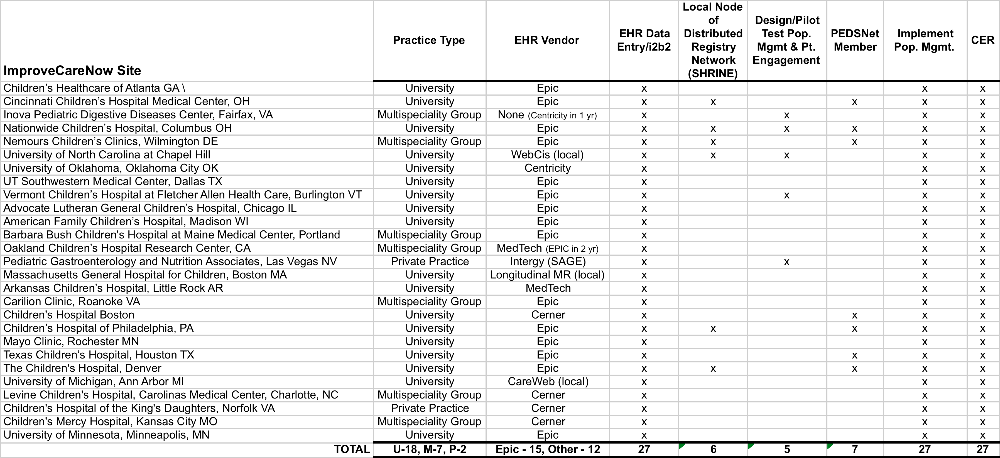 ImproveCareNow Site | Practice Type | EHR Vendor | EHR Data Entry/i2b2 | Local Node of Distributed Registry Network (SHRINE) | Design/Pilot Test Pop. Mgmt & Pt. Engagement | PEDSNet Member | Implement Pop. Mgmt. | CER
Children’s Healthcare of Atlanta GA \ | University | Epic | x | | | | x | x
Cincinnati Children’s Hospital Medical Center, OH | University | Epic | x | x | | x | x | x
Inova Pediatric Digestive Diseases Center, Fairfax, VA | Multispeciality Group | None (Centricity in 1 yr) | x | | x | | x | x
Nationwide Children’s Hospital, Columbus OH | University | Epic | x | x | x | x | x | x
Nemours Children’s Clinics, Wilmington DE | Multispeciality Group | Epic | x | x | | x | x | x
University of North Carolina at Chapel Hill | University | WebCis (local) | x | x | x | | x | x
University of Oklahoma, Oklahoma City OK | University | Centricity | x | | | | x | x
UT Southwestern Medical Center, Dallas TX | University | Epic | x | | | | x | x
Vermont Children’s Hospital at Fletcher Allen Health Care, Burlington VT | University | Epic | x | | x | | x | x
Advocate Lutheran General Children’s Hospital, Chicago IL | University | Epic | x | | | | x | x
American Family Children’s Hospital, Madison WI | University | Epic | x | | | | x | x
Barbara Bush Children's Hospital at Maine Medical Center, Portland | Multispeciality Group | Epic | x | | | | x | x
Oakland Children’s Hospital Research Center, CA | Multispeciality Group | MedTech (EPIC in 2 yr) | x | | | | x | x
Pediatric Gastroenterology and Nutrition Associates, Las Vegas NV | Private Practice | Intergy (SAGE) | x | | x | | x | x
Massachusetts General Hospital for Children, Boston MA | University | Longitudinal MR (local) | x | | | | x | x
Arkansas Children’s Hospital, Little Rock AR | University | MedTech | x | | | | x | x
Carilion Clinic, Roanoke VA | Multispeciality Group | Epic | x | | | | x | x
Children's Hospital Boston | University | Cerner | x | | | x | x | x
Children’s Hospital of Philadelphia, PA | University | Epic | x | x | | x | x | x
Mayo Clinic, Rochester MN | University | Epic | x | | | | x | x
Texas Children’s Hospital, Houston TX | University | Epic | x | | | x | x | x
The Children's Hospital, Denver | University | Epic | x | x | | x | x | x
University of Michigan, Ann Arbor MI | University | CareWeb (local) | x | | | | x | x
Levine Children's Hospital, Carolinas Medical Center, Charlotte, NC | Multispeciality Group | Cerner | x | | | | x | x
Children's Hospital of the King's Daughters, Norfolk VA | Private Practice | Cerner | x | | | | x | x
Children's Mercy Hospital, Kansas City MO | Multispeciality Group | Cerner | x | | | | x | x
University of Minnesota, Minneapolis, MN | University | Epic | x | | | | x | x
TOTAL | U-18, M-7, P-2 | Epic - 15, Other - 12 | 27 | 6 | 5 | 7 | 27 | 27